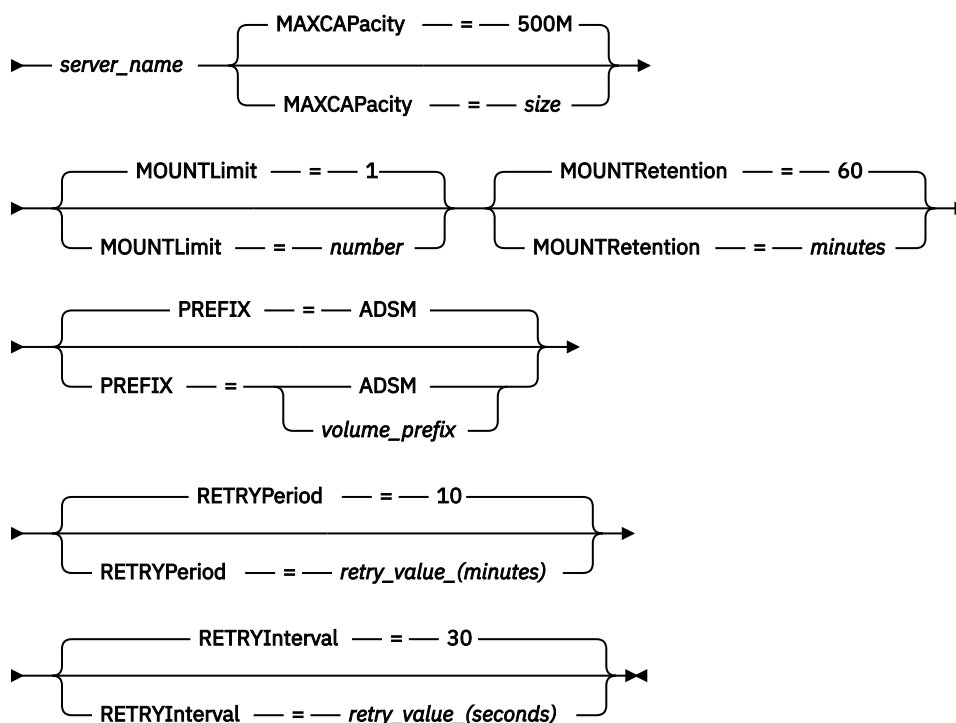 MAXCAPacity = 500M
server_name
MAXCAPacity = size
MOUNTLimit = 1 MOUNTRetention = 60
MOUNTLimit = number MOUNTRetention = minutes
PREFIX = ADSM
PREFIX = ADSM
volume_prefix
RETRYPeriod = 10
RETRYPeriod = retry_value_(minutes)
RETRYInterval = 30
RETRYInterval = retry_value_(seconds)